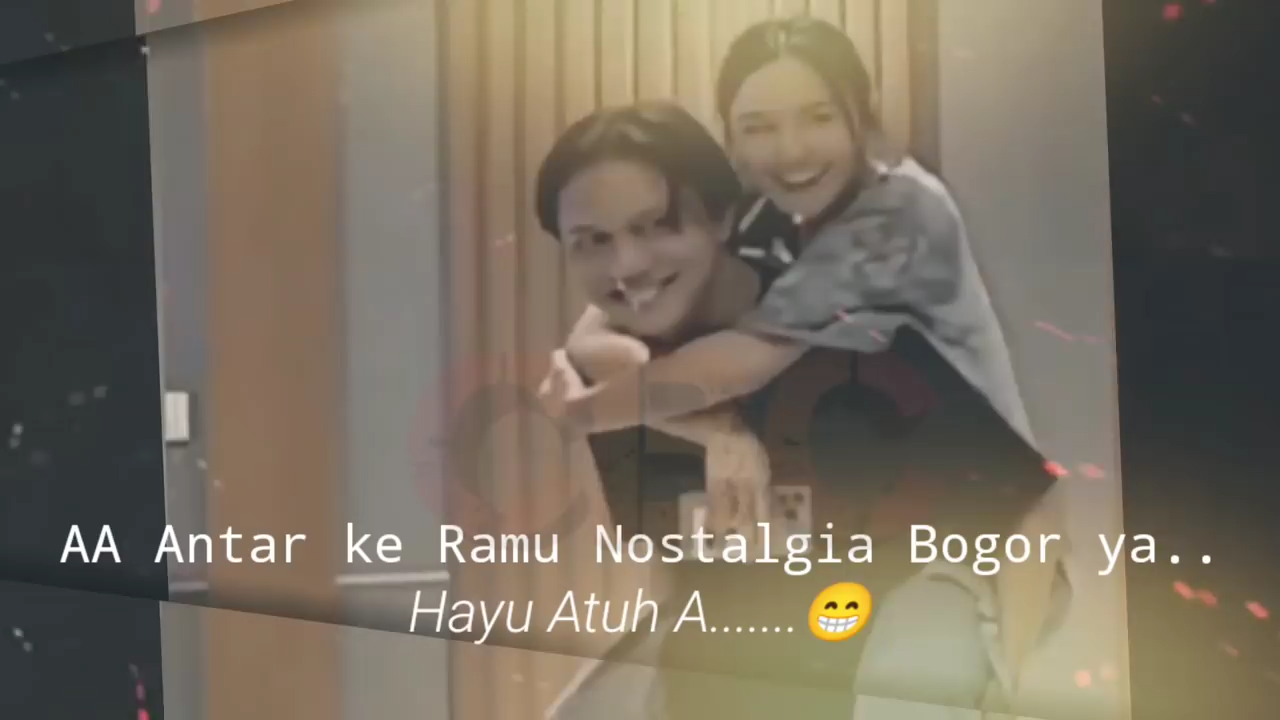 AA Antar ke Ramu Nostalgia Bogor ya..
Hayu Atuh A.......😁